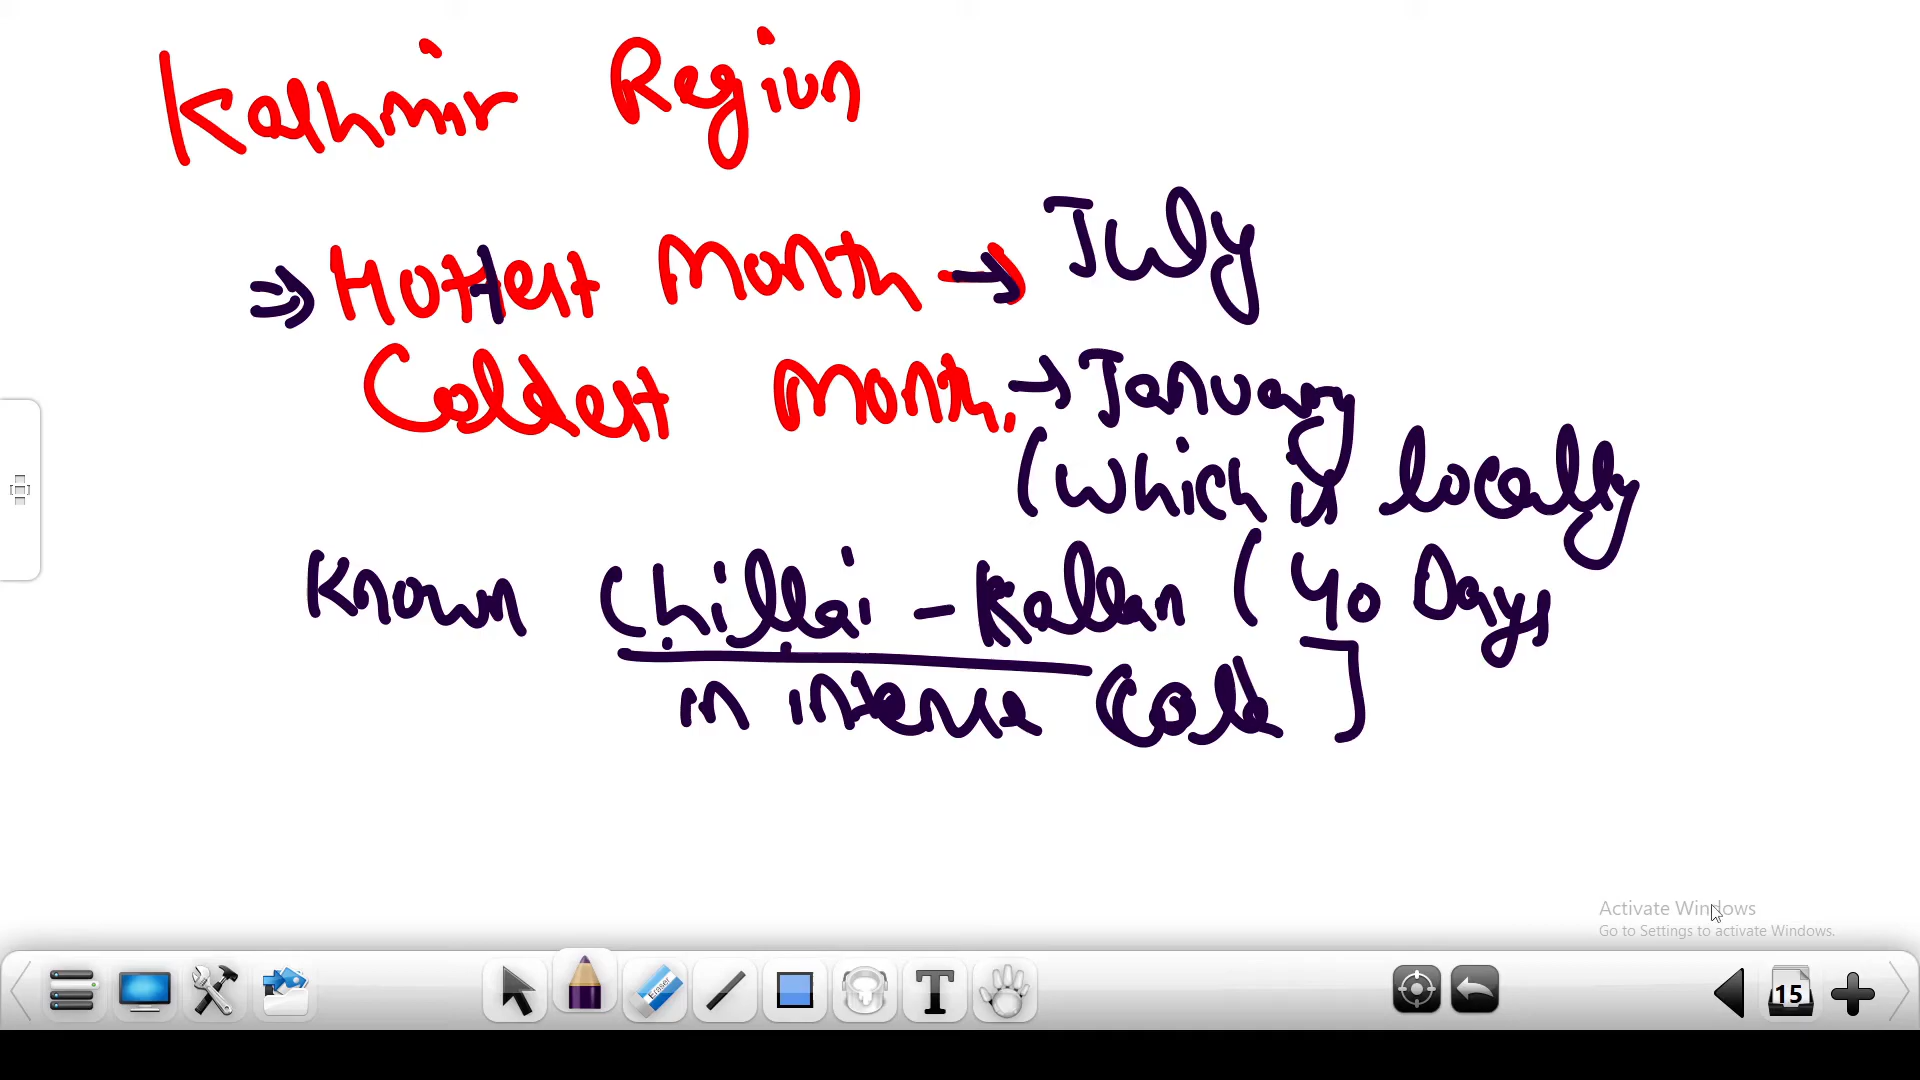 Kashmir Region
⇒ Hottest Month → July
Coldest Month. → January
(Which is locally
Known Chillai - Kallan ( 40 Days
in intense Cold ]
Activate Windows
Go to Settings to activate Windows.
Eraser
T
15